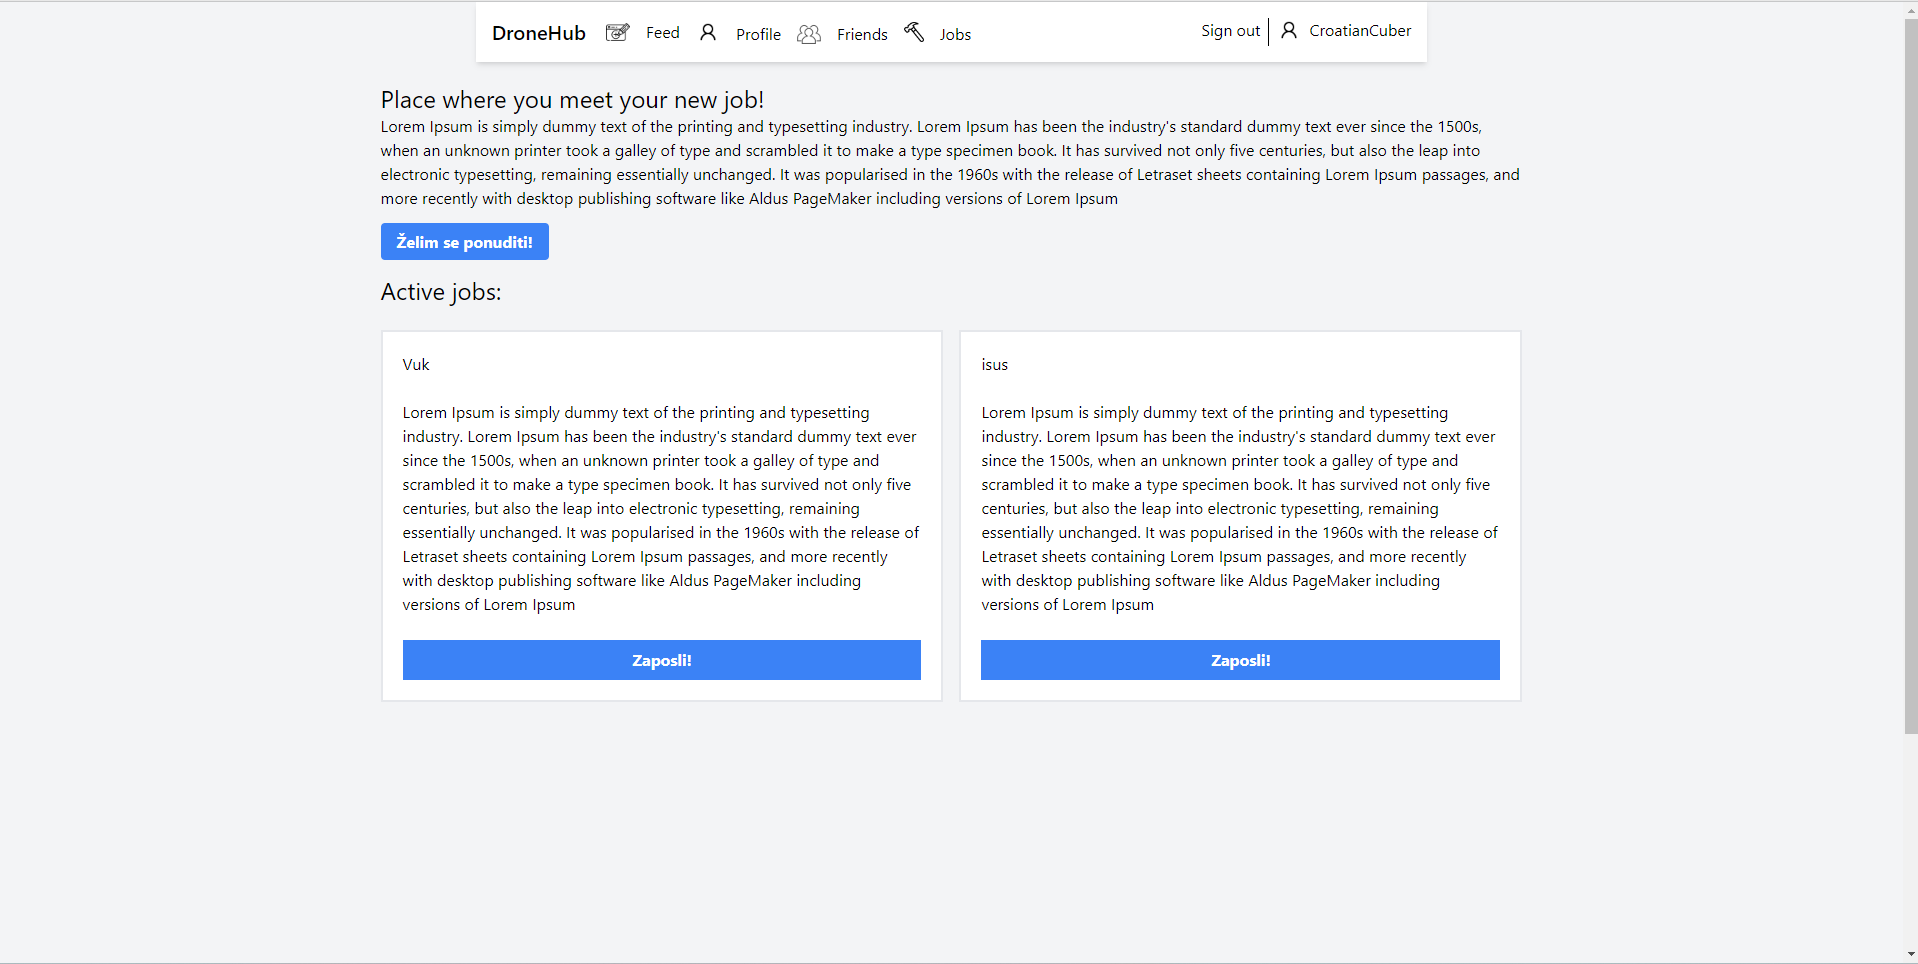 DroneHub Feed Profile Friends Jobs Sign out CroatianCuber
Place where you meet your new job!
Lorem Ipsum is simply dummy text of the printing and typesetting industry. Lorem Ipsum has been the industry's standard dummy text ever since the 1500s,
when an unknown printer took a galley of type and scrambled it to make a type specimen book. It has survived not only five centuries, but also the leap into
electronic typesetting, remaining essentially unchanged. It was popularised in the 1960s with the release of Letraset sheets containing Lorem Ipsum passages, and
more recently with desktop publishing software like Aldus PageMaker including versions of Lorem Ipsum
Želim se ponuditi!
Active jobs:
Vuk
Lorem Ipsum is simply dummy text of the printing and typesetting
industry. Lorem Ipsum has been the industry's standard dummy text ever
since the 1500s, when an unknown printer took a galley of type and
scrambled it to make a type specimen book. It has survived not only five
centuries, but also the leap into electronic typesetting, remaining
essentially unchanged. It was popularised in the 1960s with the release of
Letraset sheets containing Lorem Ipsum passages, and more recently
with desktop publishing software like Aldus PageMaker including
versions of Lorem Ipsum
Zaposli!
isus
Lorem Ipsum is simply dummy text of the printing and typesetting
industry. Lorem Ipsum has been the industry's standard dummy text ever
since the 1500s, when an unknown printer took a galley of type and
scrambled it to make a type specimen book. It has survived not only five
centuries, but also the leap into electronic typesetting, remaining
essentially unchanged. It was popularised in the 1960s with the release of
Letraset sheets containing Lorem Ipsum passages, and more recently
with desktop publishing software like Aldus PageMaker including
versions of Lorem Ipsum
Zaposli!